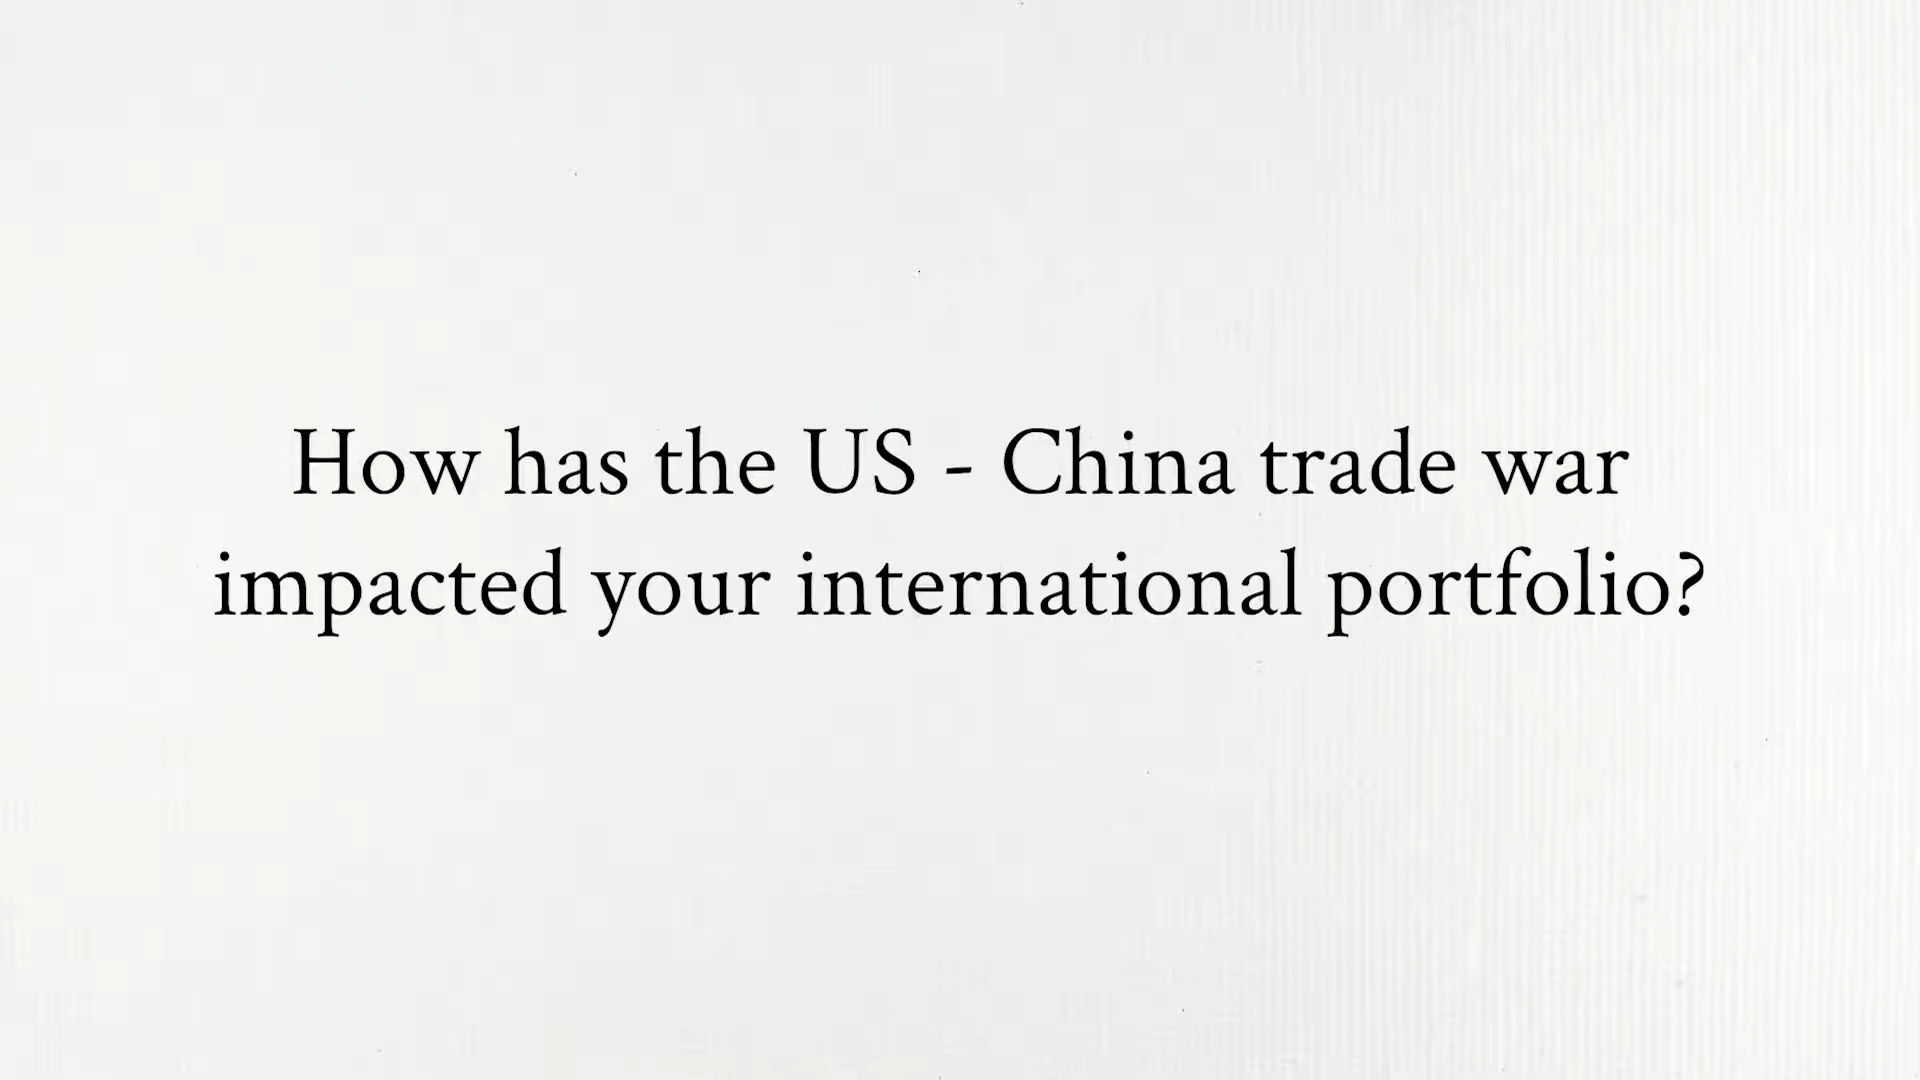 How has the US - China trade war
impacted your international portfolio?